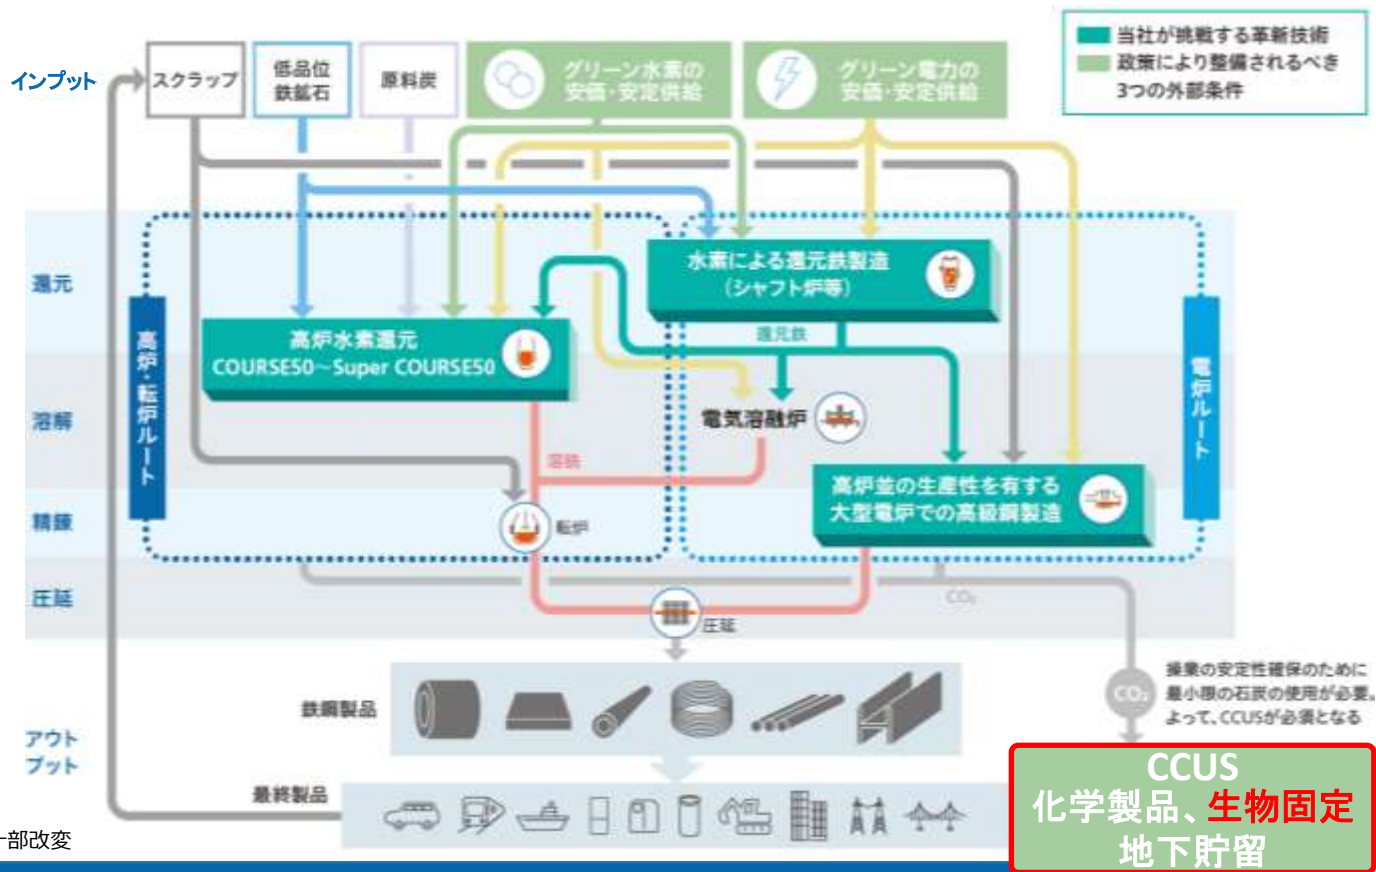 インプット
スクラップ
低品位
鉄鉱石
原料炭
グリーン水素の
安価・安定供給
グリーン電力の
安価・安定供給
当社が挑戦する革新技術
政策により整備されるべき
3つの外部条件
還元
溶解
精錬
圧延
高炉・転炉ルート
電炉ルート
水素による還元鉄製造
（シャフト炉等）
還元鉄
高炉水素還元
COURSE50～Super COURSE50
電気溶融炉
溶銑
高炉並の生産性を有する
大型電炉での高級鋼製造
転炉
CO₂
圧延
CO₂
操業の安定性確保のために
最小限の石炭の使用が必要。
よって、CCUSが必須となる
アウト
プット
鉄鋼製品
最終製品
CCUS
化学製品、生物固定
地下貯留
一部改変